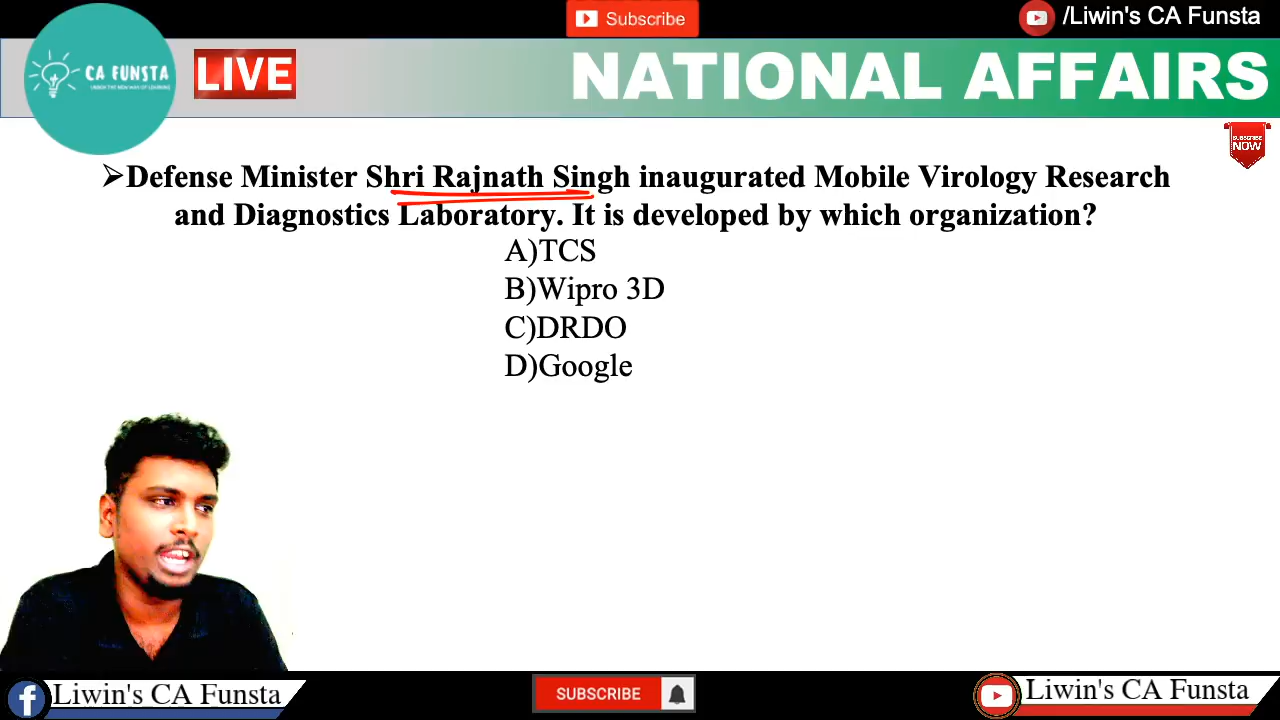 Subscribe
/Liwin's CA Funsta
CA FUNSTA
LIVE
NATIONAL AFFAIRS
SUBSCRIBE
NOW
➢Defense Minister Shri Rajnath Singh inaugurated Mobile Virology Research
and Diagnostics Laboratory. It is developed by which organization?
A)TCS
B)Wipro 3D
C)DRDO
D)Google
Liwin's CA Funsta
SUBSCRIBE
Liwin's CA Funsta